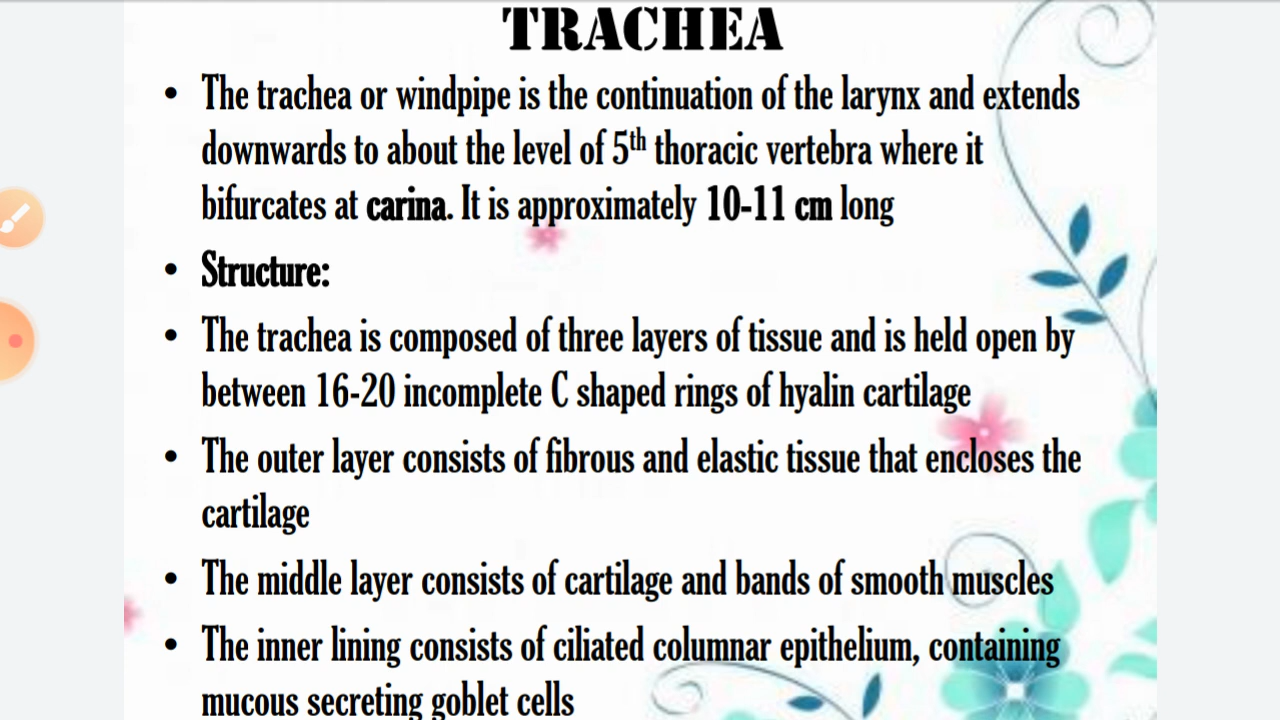 TRACHEA
• The trachea or windpipe is the continuation of the larynx and extends
downwards to about the level of 5th thoracic vertebra where it
bifurcates at carina. It is approximately 10-11 cm long
• Structure:
• The trachea is composed of three layers of tissue and is held open by
between 16-20 incomplete C shaped rings of hyalin cartilage
• The outer layer consists of fibrous and elastic tissue that encloses the
cartilage
• The middle layer consists of cartilage and bands of smooth muscles
• The inner lining consists of ciliated columnar epithelium, containing
mucous secreting goblet cells